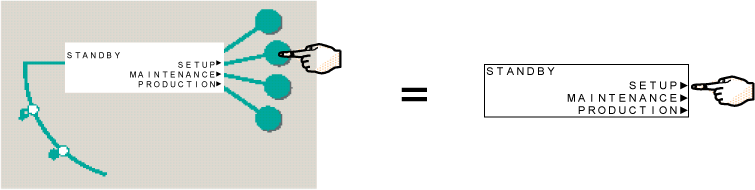 STANDBY
SETUP▸
MAINTENANCE▸
PRODUCTION▸
=
STANDBY
SETUP▸
MAINTENANCE▸
PRODUCTION▸